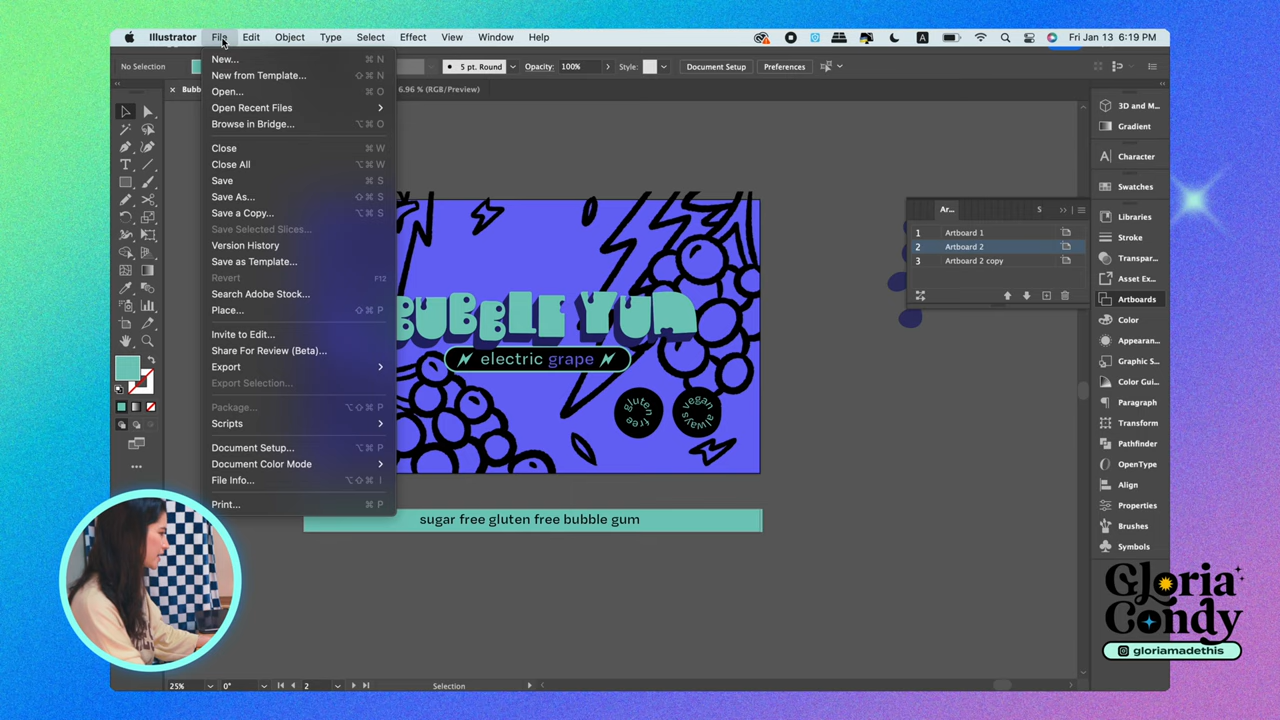 Illustrator File Edit Object Type Select Effect View Window Help A Fri Jan 13 6:19 PM
No Selection 5 pt. Round Opacity: 100% Style: Document Setup Preferences
Bubb
6.96 % (RGB/Preview)
New... ⌘ N
New from Template... ⇧⌘ N
Open... ⌘ O
Open Recent Files
Browse in Bridge... ⌥⌘ O
Close ⌘ W
Close All ⌥⌘ W
Save ⌘ S
Save As... ⇧⌘ S
Save a Copy... ⌥⌘ S
Save Selected Slices...
Version History
Save as Template...
Revert F12
Search Adobe Stock...
Place... ⇧⌘ P
Invite to Edit...
Share For Review (Beta)...
Export
Export Selection...
Package... ⌥⇧⌘ P
Scripts
Document Setup... ⌥⌘ P
Document Color Mode
File Info... ⌥⇧⌘ I
Print... ⌘ P
BUBBLE YUM
electric grape
gluten free
vegan always
sugar free gluten free bubble gum
Ar... 5
1 Artboard 1
2 Artboard 2
3 Artboard 2 copy
3D and M...
Gradient
Character
Swatches
Libraries
Stroke
Transpar...
Asset Ex...
Artboards
Color
Appearan...
Graphic S...
Color Gui...
Paragraph
Transform
Pathfinder
OpenType
Align
Properties
Brushes
Symbols
25% 0° 2 Selection
Gloria
Condy
gloriamadethis